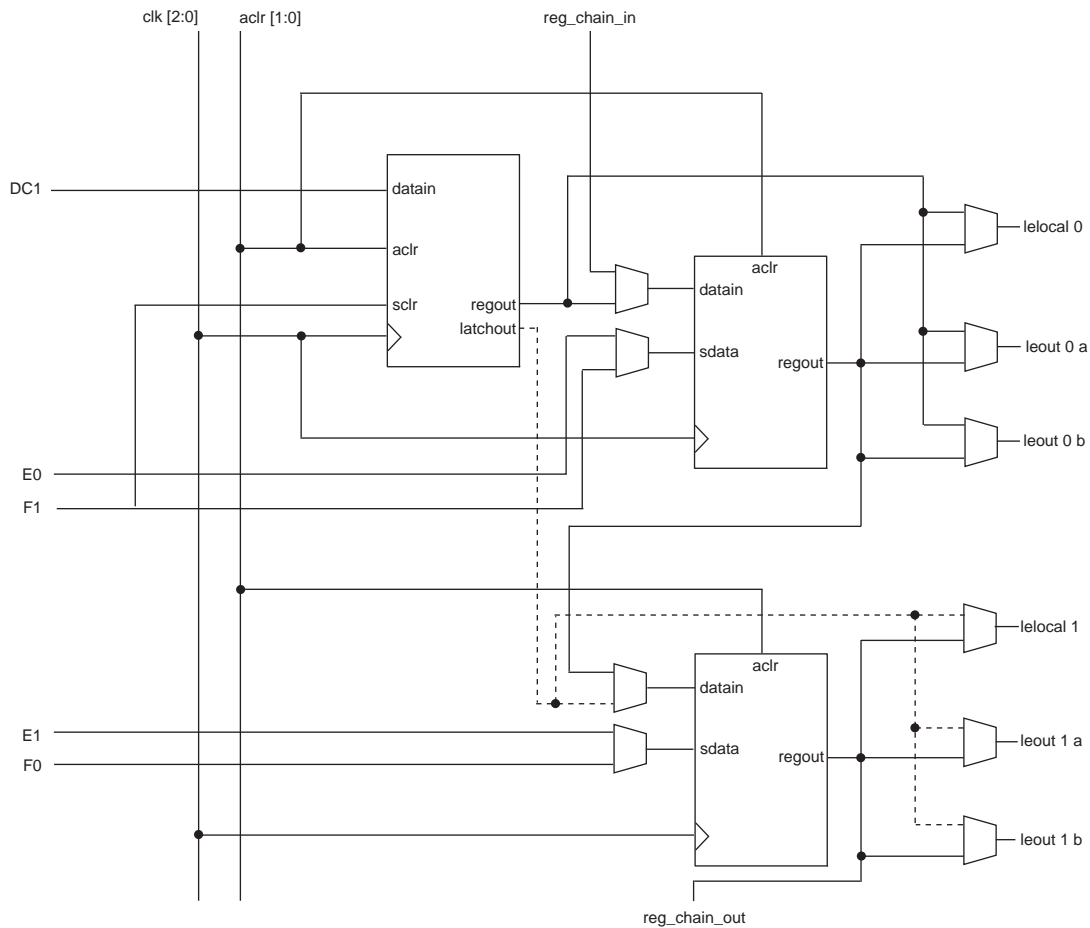 clk [2:0]
aclr [1:0]
reg_chain_in
DC1
datain
aclr
sclr
regout
latchout
aclr
datain
sdata
regout
lelocal 0
leout 0 a
leout 0 b
E0
F1
aclr
datain
sdata
regout
lelocal 1
leout 1 a
leout 1 b
E1
F0
reg_chain_out